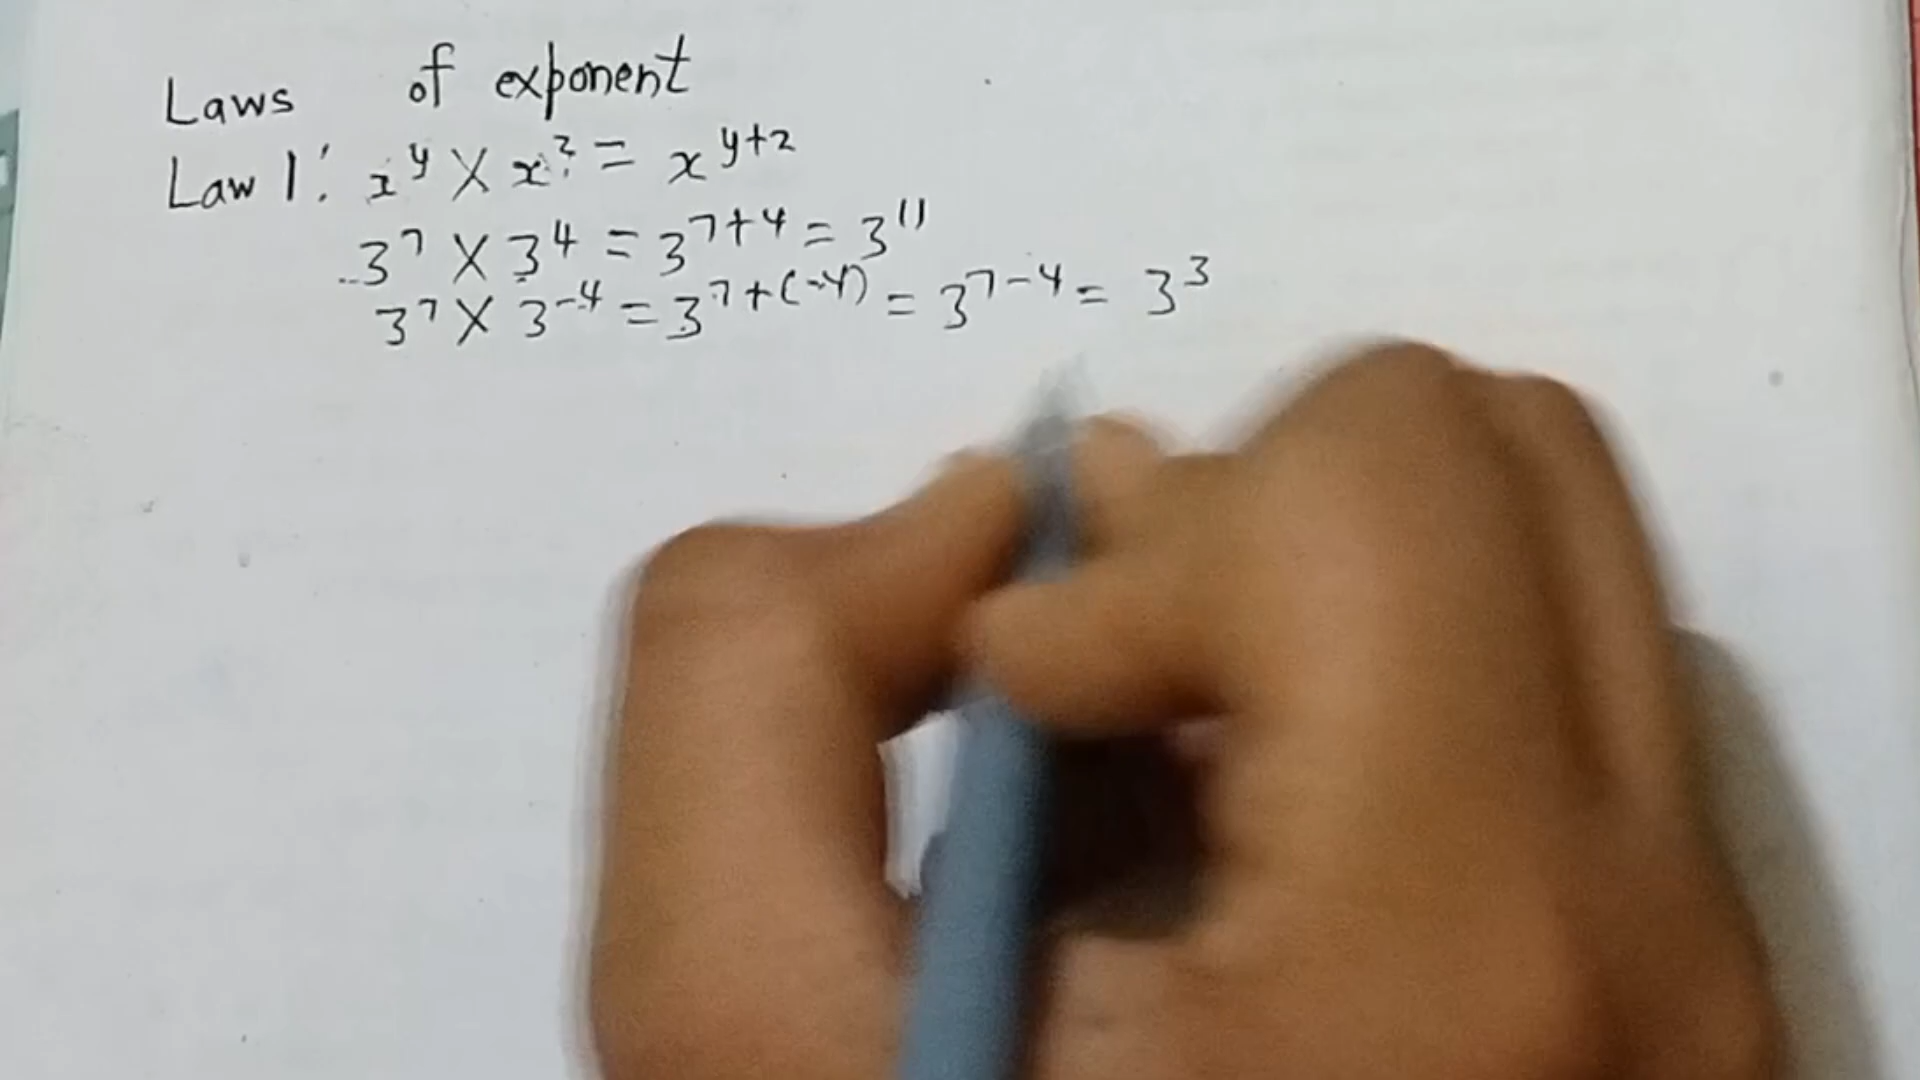 Laws of exponent
Law 1: x^y × x^z = x^{y+z}
3^7 × 3^4 = 3^{7+4} = 3^{11}
3^7 × 3^{-4} = 3^{7+(-4)} = 3^{7-4} = 3^3